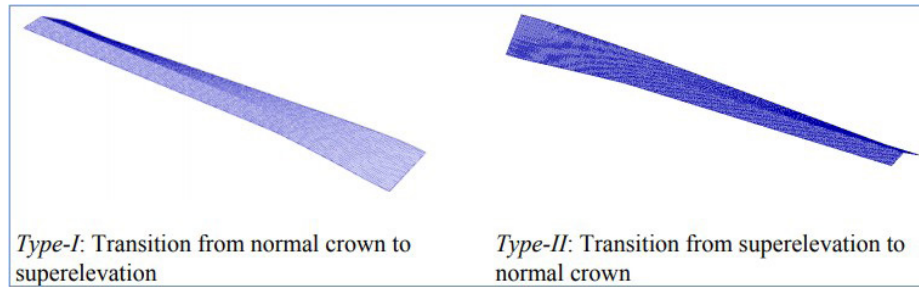 Type-I: Transition from normal crown to
superelevation
Type-II: Transition from superelevation to
normal crown